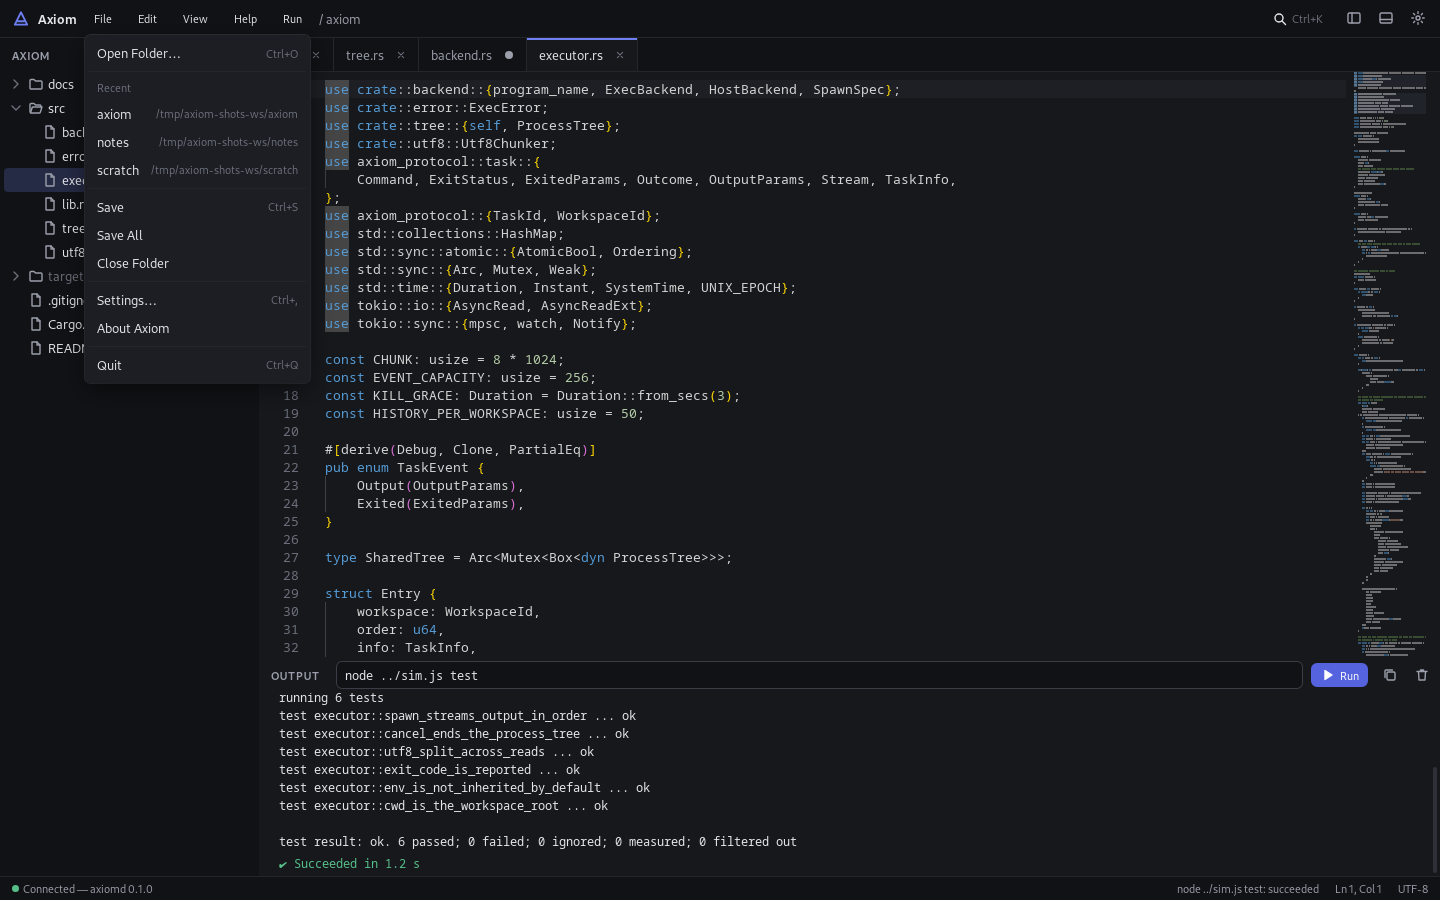 Axiom File Edit View Help Run / axiom Ctrl+K
AXIOM
docs
src
target
Open Folder… Ctrl+O
Recent
axiom /tmp/axiom-shots-ws/axiom
notes /tmp/axiom-shots-ws/notes
scratch /tmp/axiom-shots-ws/scratch
Save Ctrl+S
Save All
Close Folder
Settings… Ctrl+,
About Axiom
Quit Ctrl+Q
tree.rs backend.rs executor.rs
use crate::backend::{program_name, ExecBackend, HostBackend, SpawnSpec};
use crate::error::ExecError;
use crate::tree::{self, ProcessTree};
use crate::utf8::Utf8Chunker;
use axiom_protocol::task::{
Command, ExitStatus, ExitedParams, Outcome, OutputParams, Stream, TaskInfo,
};
use axiom_protocol::{TaskId, WorkspaceId};
use std::collections::HashMap;
use std::sync::atomic::{AtomicBool, Ordering};
use std::sync::{Arc, Mutex, Weak};
use std::time::{Duration, Instant, SystemTime, UNIX_EPOCH};
use tokio::io::{AsyncRead, AsyncReadExt};
use tokio::sync::{mpsc, watch, Notify};
const CHUNK: usize = 8 * 1024;
const EVENT_CAPACITY: usize = 256;
18 const KILL_GRACE: Duration = Duration::from_secs(3);
19 const HISTORY_PER_WORKSPACE: usize = 50;
20
21 #[derive(Debug, Clone, PartialEq)]
22 pub enum TaskEvent {
23 Output(OutputParams),
24 Exited(ExitedParams),
25 }
26
27 type SharedTree = Arc<Mutex<Box<dyn ProcessTree>>>;
28
29 struct Entry {
30 workspace: WorkspaceId,
31 order: u64,
32 info: TaskInfo,
OUTPUT node ../sim.js test Run
running 6 tests
test executor::spawn_streams_output_in_order ... ok
test executor::cancel_ends_the_process_tree ... ok
test executor::utf8_split_across_reads ... ok
test executor::exit_code_is_reported ... ok
test executor::env_is_not_inherited_by_default ... ok
test executor::cwd_is_the_workspace_root ... ok
test result: ok. 6 passed; 0 failed; 0 ignored; 0 measured; 0 filtered out
✔ Succeeded in 1.2 s
Connected — axiomd 0.1.0 node ../sim.js test: succeeded Ln 1, Col 1 UTF-8